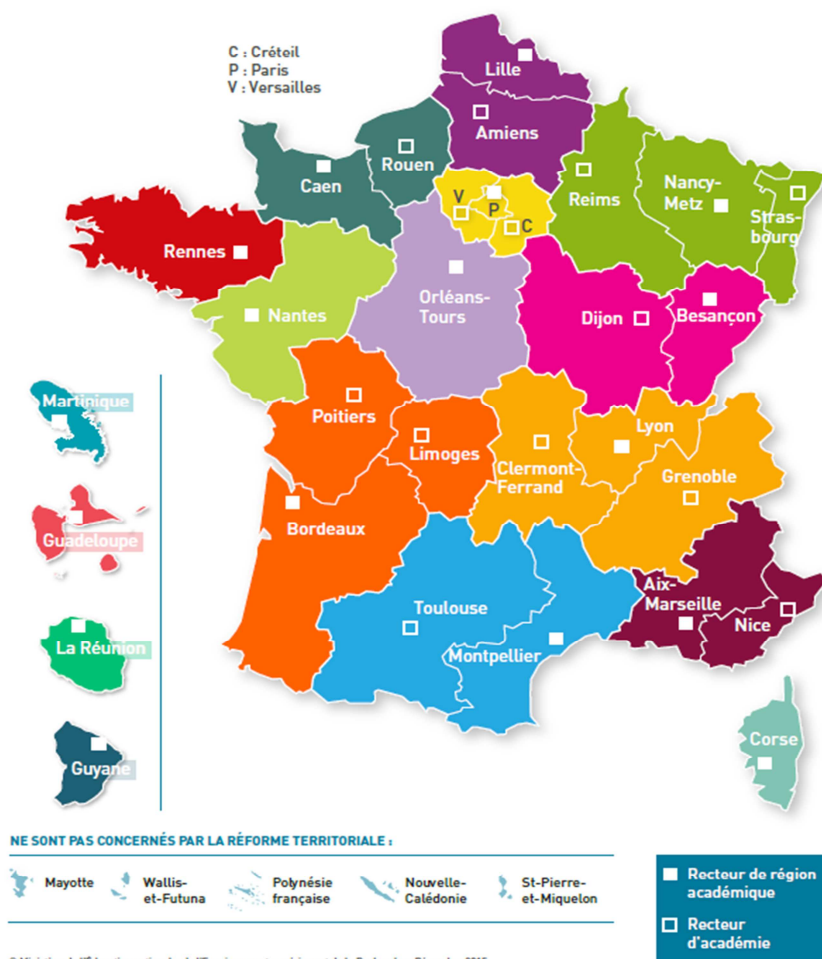 C : Créteil
P : Paris
V : Versailles
Lille
Amiens
Rouen
Caen
V
P
C
Reims
Nancy-
Metz
Stras-
bourg
Rennes
Nantes
Orléans-
Tours
Dijon
Besançon
Poitiers
Limoges
Clermont-
Ferrand
Lyon
Grenoble
Bordeaux
Toulouse
Montpellier
Aix-
Marseille
Nice
Corse
Martinique
Guadeloupe
La Réunion
Guyane
NE SONT PAS CONCERNÉS PAR LA RÉFORME TERRITORIALE :
Mayotte
Wallis-
et-Futuna
Polynésie
française
Nouvelle-
Calédonie
St-Pierre-
et-Miquelon
Recteur de région
académique
Recteur
d'académie